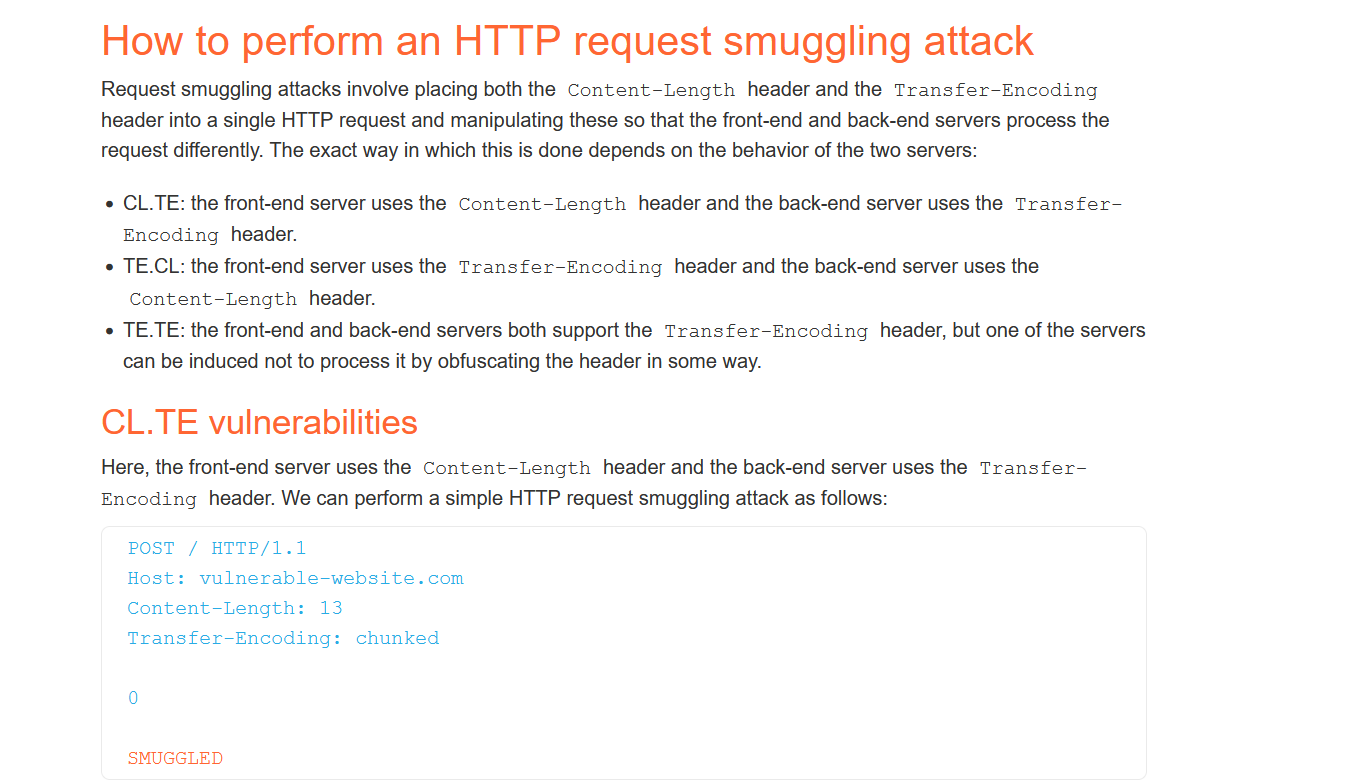 How to perform an HTTP request smuggling attack
Request smuggling attacks involve placing both the Content-Length header and the Transfer-Encoding
header into a single HTTP request and manipulating these so that the front-end and back-end servers process the
request differently. The exact way in which this is done depends on the behavior of the two servers:
• CL.TE: the front-end server uses the Content-Length header and the back-end server uses the Transfer-
Encoding header.
• TE.CL: the front-end server uses the Transfer-Encoding header and the back-end server uses the
Content-Length header.
• TE.TE: the front-end and back-end servers both support the Transfer-Encoding header, but one of the servers
can be induced not to process it by obfuscating the header in some way.
CL.TE vulnerabilities
Here, the front-end server uses the Content-Length header and the back-end server uses the Transfer-
Encoding header. We can perform a simple HTTP request smuggling attack as follows:
POST / HTTP/1.1
Host: vulnerable-website.com
Content-Length: 13
Transfer-Encoding: chunked
0
SMUGGLED